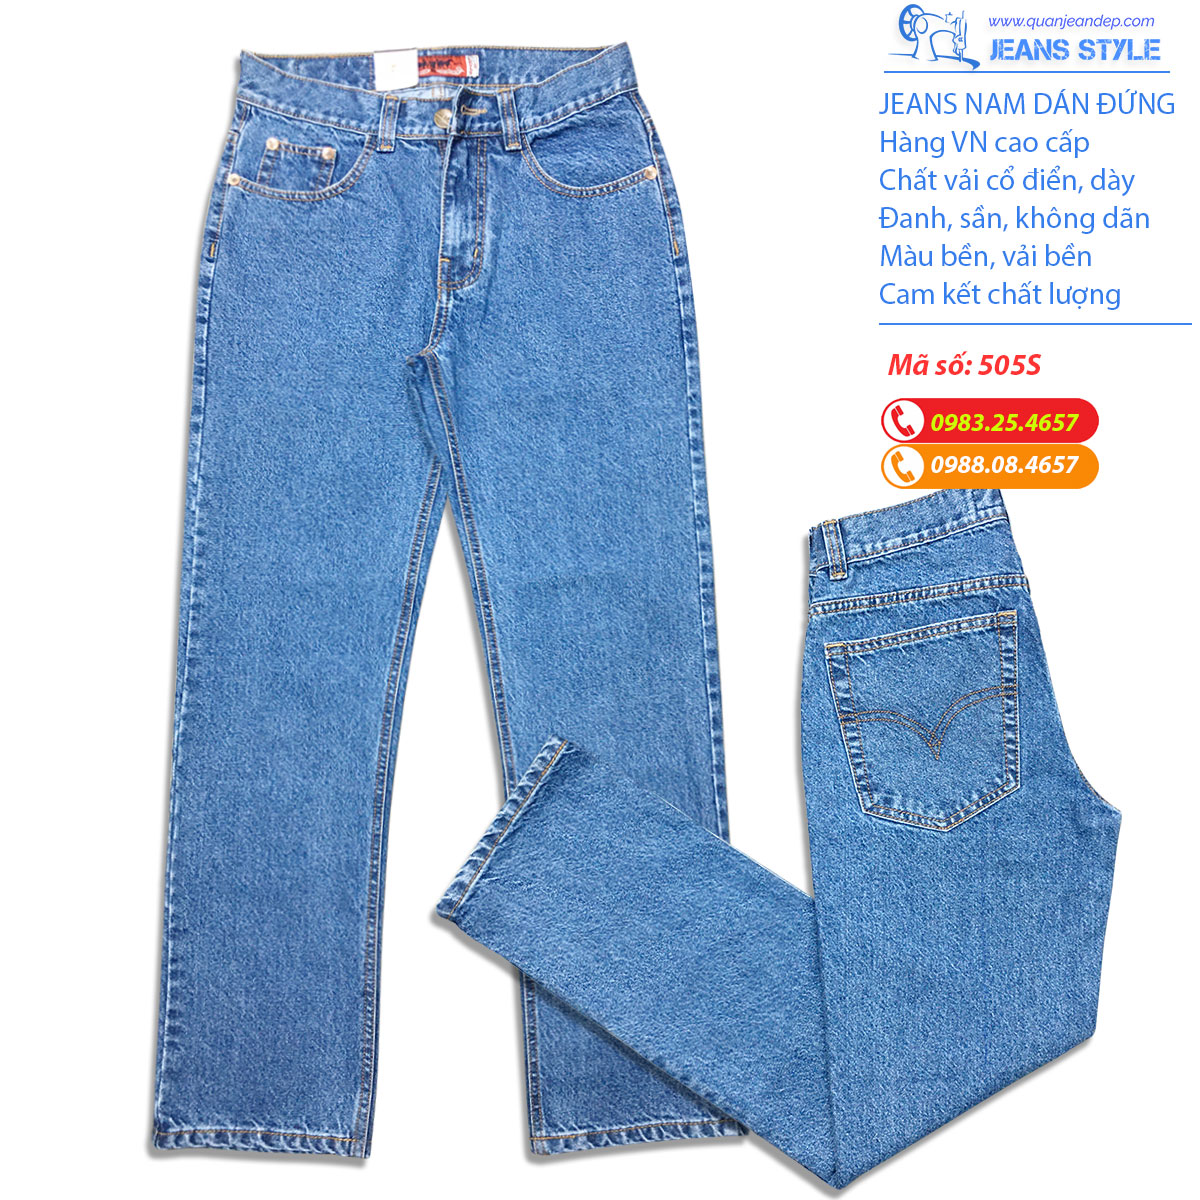 www.quanjeandep.com
JEANS STYLE
JEANS NAM DÁN ĐỨNG
Hàng VN cao cấp
Chất vải cổ điển, dày
Đanh, sần, không dãn
Màu bền, vải bền
Cam kết chất lượng
Mã số: 505S
0983.25.4657
0988.08.4657